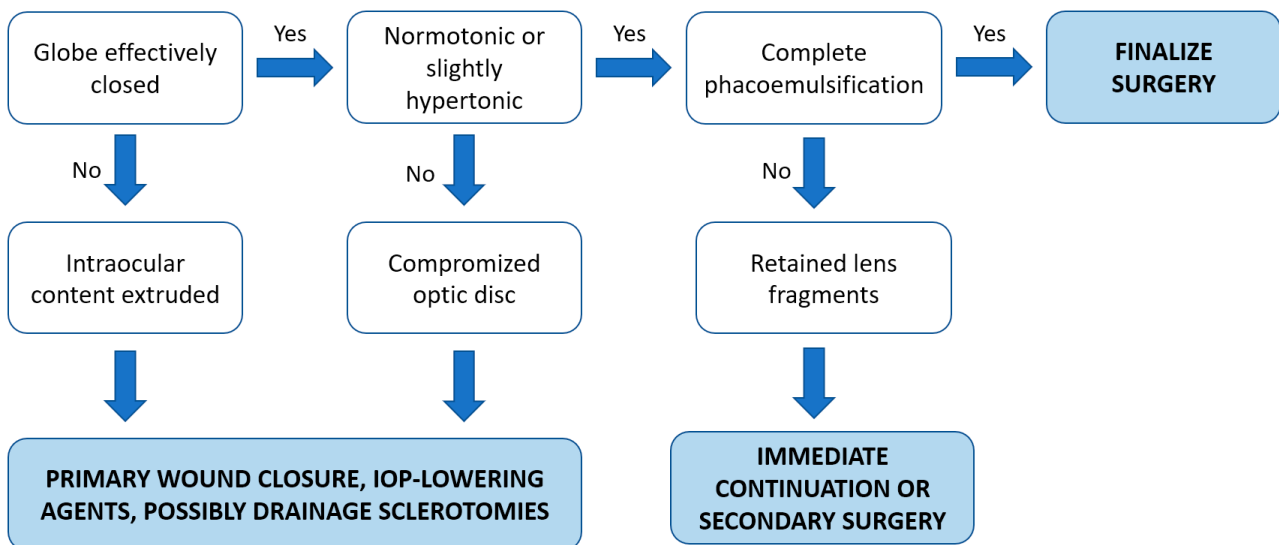 Globe effectively
closed
Yes
Normotonic or
slightly
hypertonic
Yes
Complete
phacoemulsification
Yes
FINALIZE
SURGERY
No
No
No
Intraocular
content extruded
Compromized
optic disc
Retained lens
fragments
PRIMARY WOUND CLOSURE, IOP-LOWERING
AGENTS, POSSIBLY DRAINAGE SCLEROTOMIES
IMMEDIATE
CONTINUATION OR
SECONDARY SURGERY